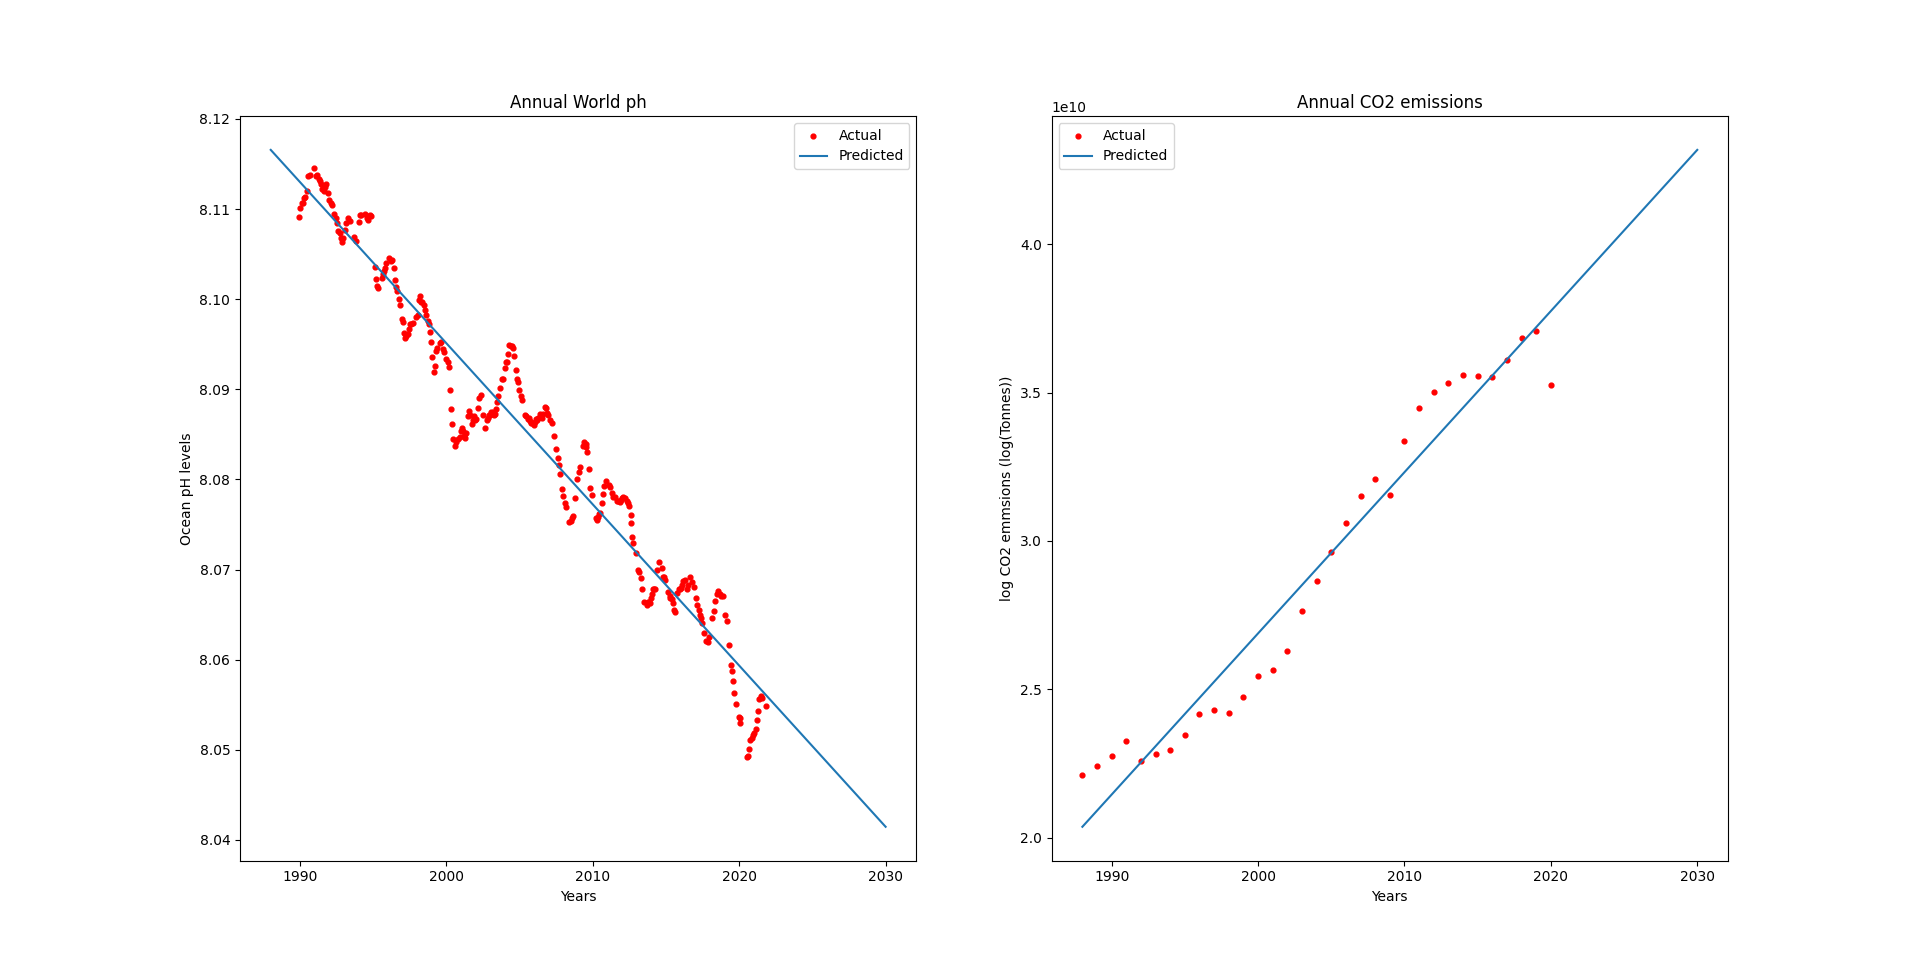 Annual World ph
Actual
Predicted
8.12
8.11
8.10
8.09
8.08
8.07
8.06
8.05
8.04
Ocean pH levels
1990 2000 2010 2020 2030
Years
Annual CO2 emissions
1e10
Actual
Predicted
4.0
3.5
3.0
2.5
2.0
log CO2 emmsions (log(Tonnes))
1990 2000 2010 2020 2030
Years